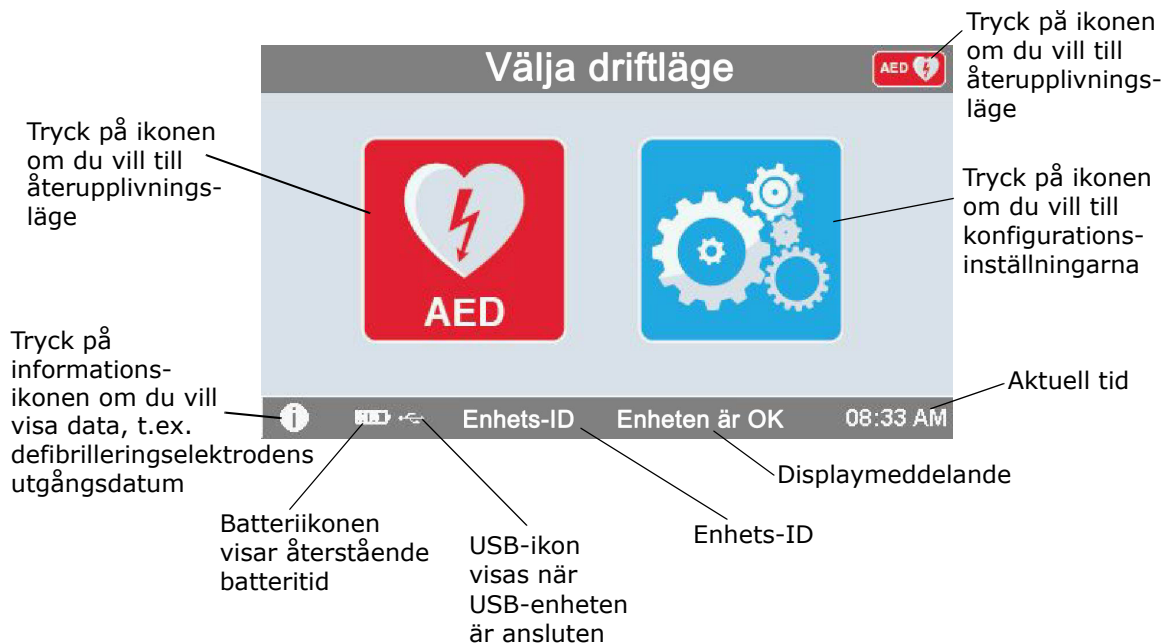 Tryck på ikonen
om du vill till
återupplivnings-
läge
Välja driftläge
AED
Tryck på ikonen
om du vill till
återupplivnings-
läge
AED
Tryck på ikonen
om du vill till
konfigurations-
inställningarna
Tryck på
informations-
ikonen om du vill
visa data, t.ex.
defibrilleringselektrodens
utgångsdatum
Aktuell tid
i
Enhets-ID
Enheten är OK
08:33 AM
Displaymeddelande
Enhets-ID
Batteriikonen
visar återstående
batteritid
USB-ikon
visas när
USB-enheten
är ansluten